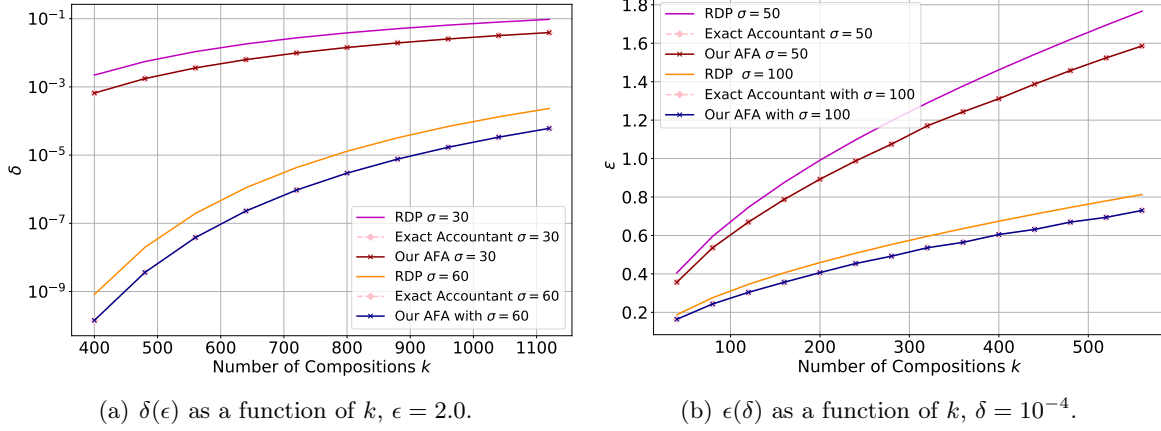 10⁻¹
10⁻³
10⁻⁵
10⁻⁷
10⁻⁹
δ
400 500 600 700 800 900 1000 1100
Number of Compositions k
RDP σ = 30
Exact Accountant σ = 30
Our AFA σ = 30
RDP σ = 60
Exact Accountant σ = 60
Our AFA with σ = 60
(a) δ(ϵ) as a function of k, ϵ = 2.0.
1.8
1.6
1.4
1.2
1.0
0.8
0.6
0.4
0.2
ε
100 200 300 400 500
Number of Compositions k
RDP σ = 50
Exact Accountant σ = 50
Our AFA σ = 50
RDP σ = 100
Exact Accountant with σ = 100
Our AFA with σ = 100
(b) ϵ(δ) as a function of k, δ = 10⁻⁴.